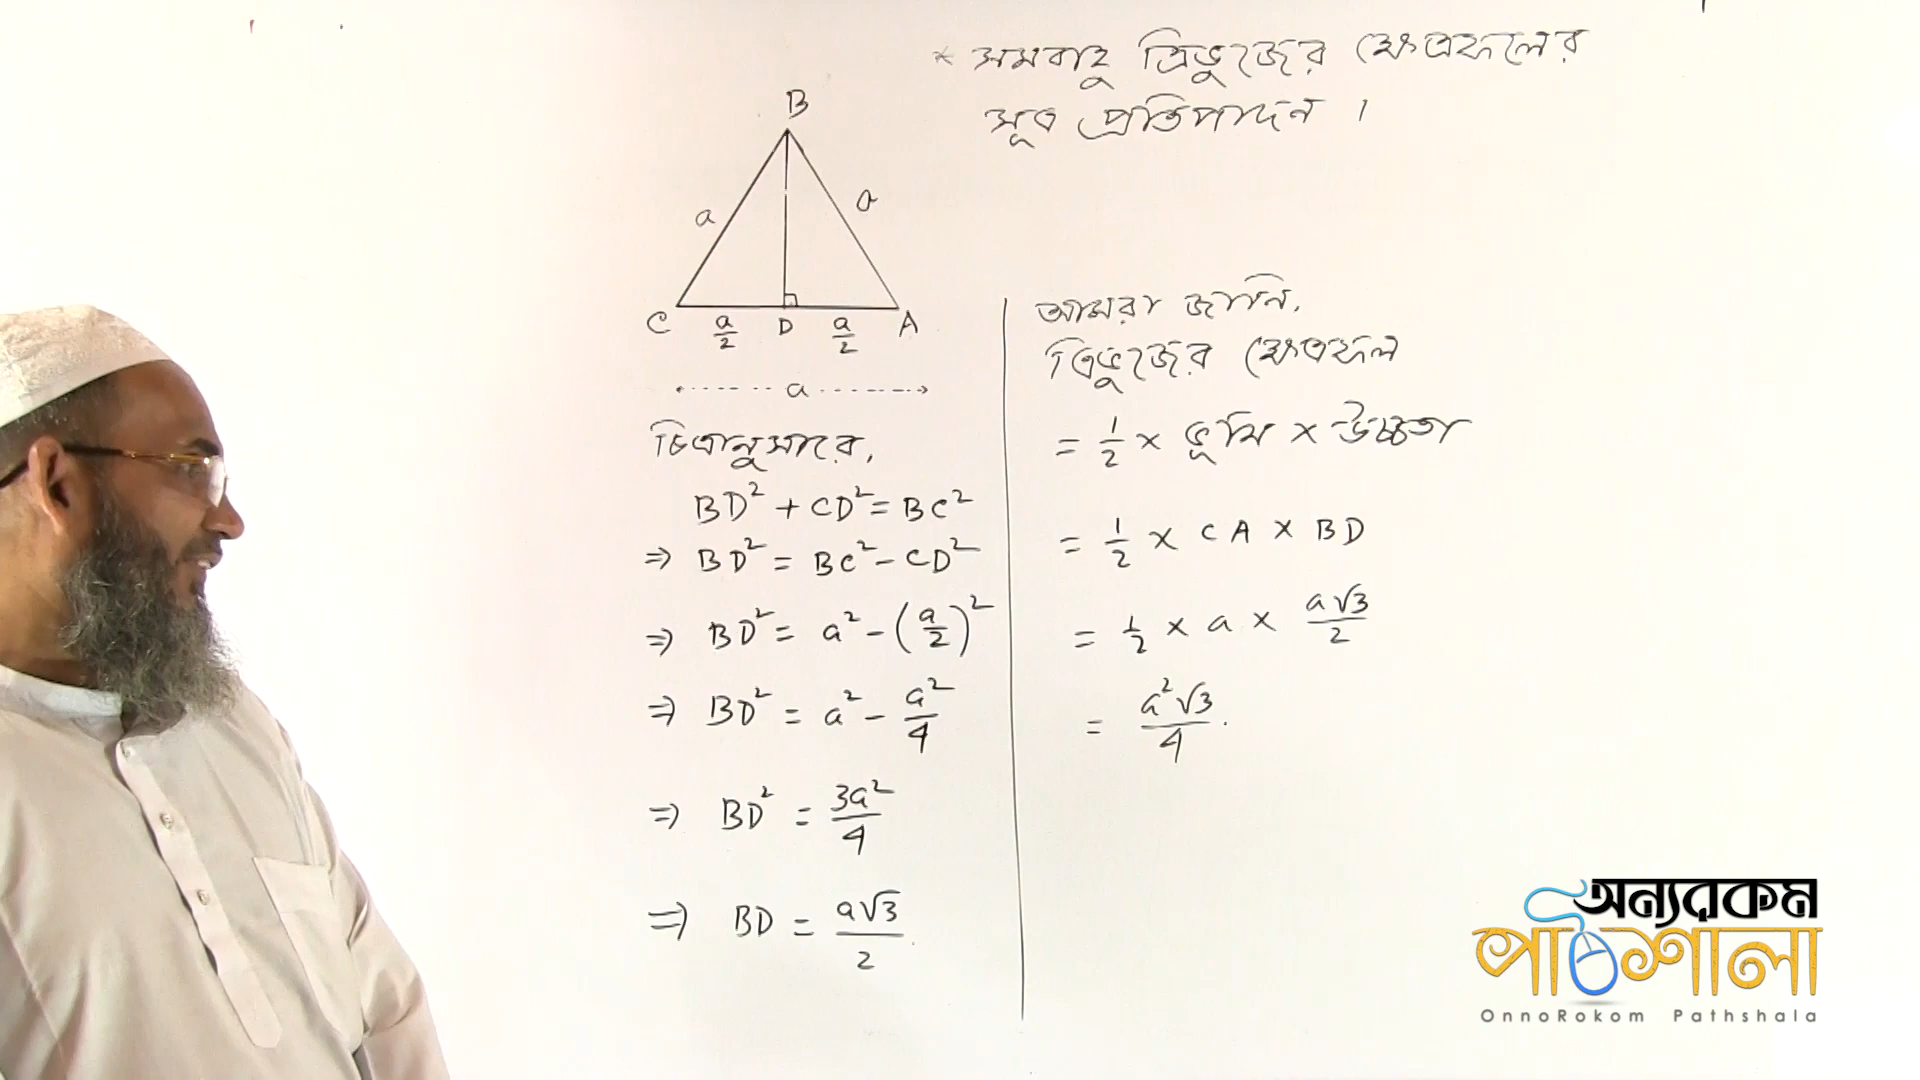 * সমবাহু ত্রিভুজের ক্ষেত্রফলের
সূত্র প্রতিপাদন ।
B
a a
C a/2 D a/2 A
a
চিত্রানুসারে,
BD² + CD² = BC²
⇒ BD² = BC² - CD²
⇒ BD² = a² - (a/2)²
⇒ BD² = a² - a²/4
⇒ BD² = 3a²/4
⇒ BD = a√3/2
আমরা জানি,
ত্রিভুজের ক্ষেত্রফল
= 1/2 × ভূমি × উচ্চতা
= 1/2 × CA × BD
= 1/2 × a × a√3/2
= a²√3/4 .
অন্যরকম
পাঠশালা
OnnoRokom Pathshala